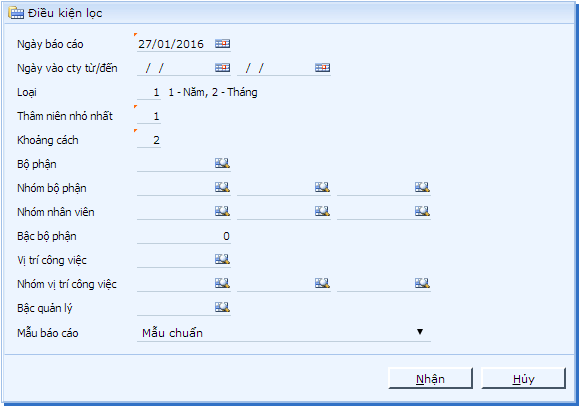 Điều kiện lọc
Ngày báo cáo 27/01/2016
Ngày vào cty từ/đến / / / /
Loại 1 1 - Năm, 2 - Tháng
Thâm niên nhỏ nhất 1
Khoảng cách 2
Bộ phận
Nhóm bộ phận
Nhóm nhân viên
Bậc bộ phận 0
Vị trí công việc
Nhóm vị trí công việc
Bậc quản lý
Mẫu báo cáo Mẫu chuẩn
Nhận Hủy